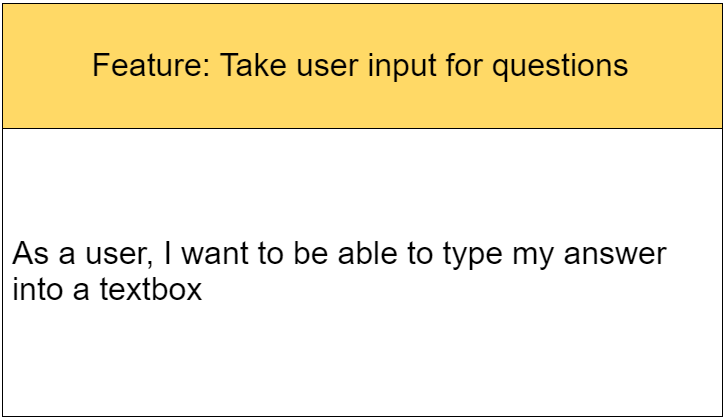 Feature: Take user input for questions
As a user, I want to be able to type my answer
into a textbox